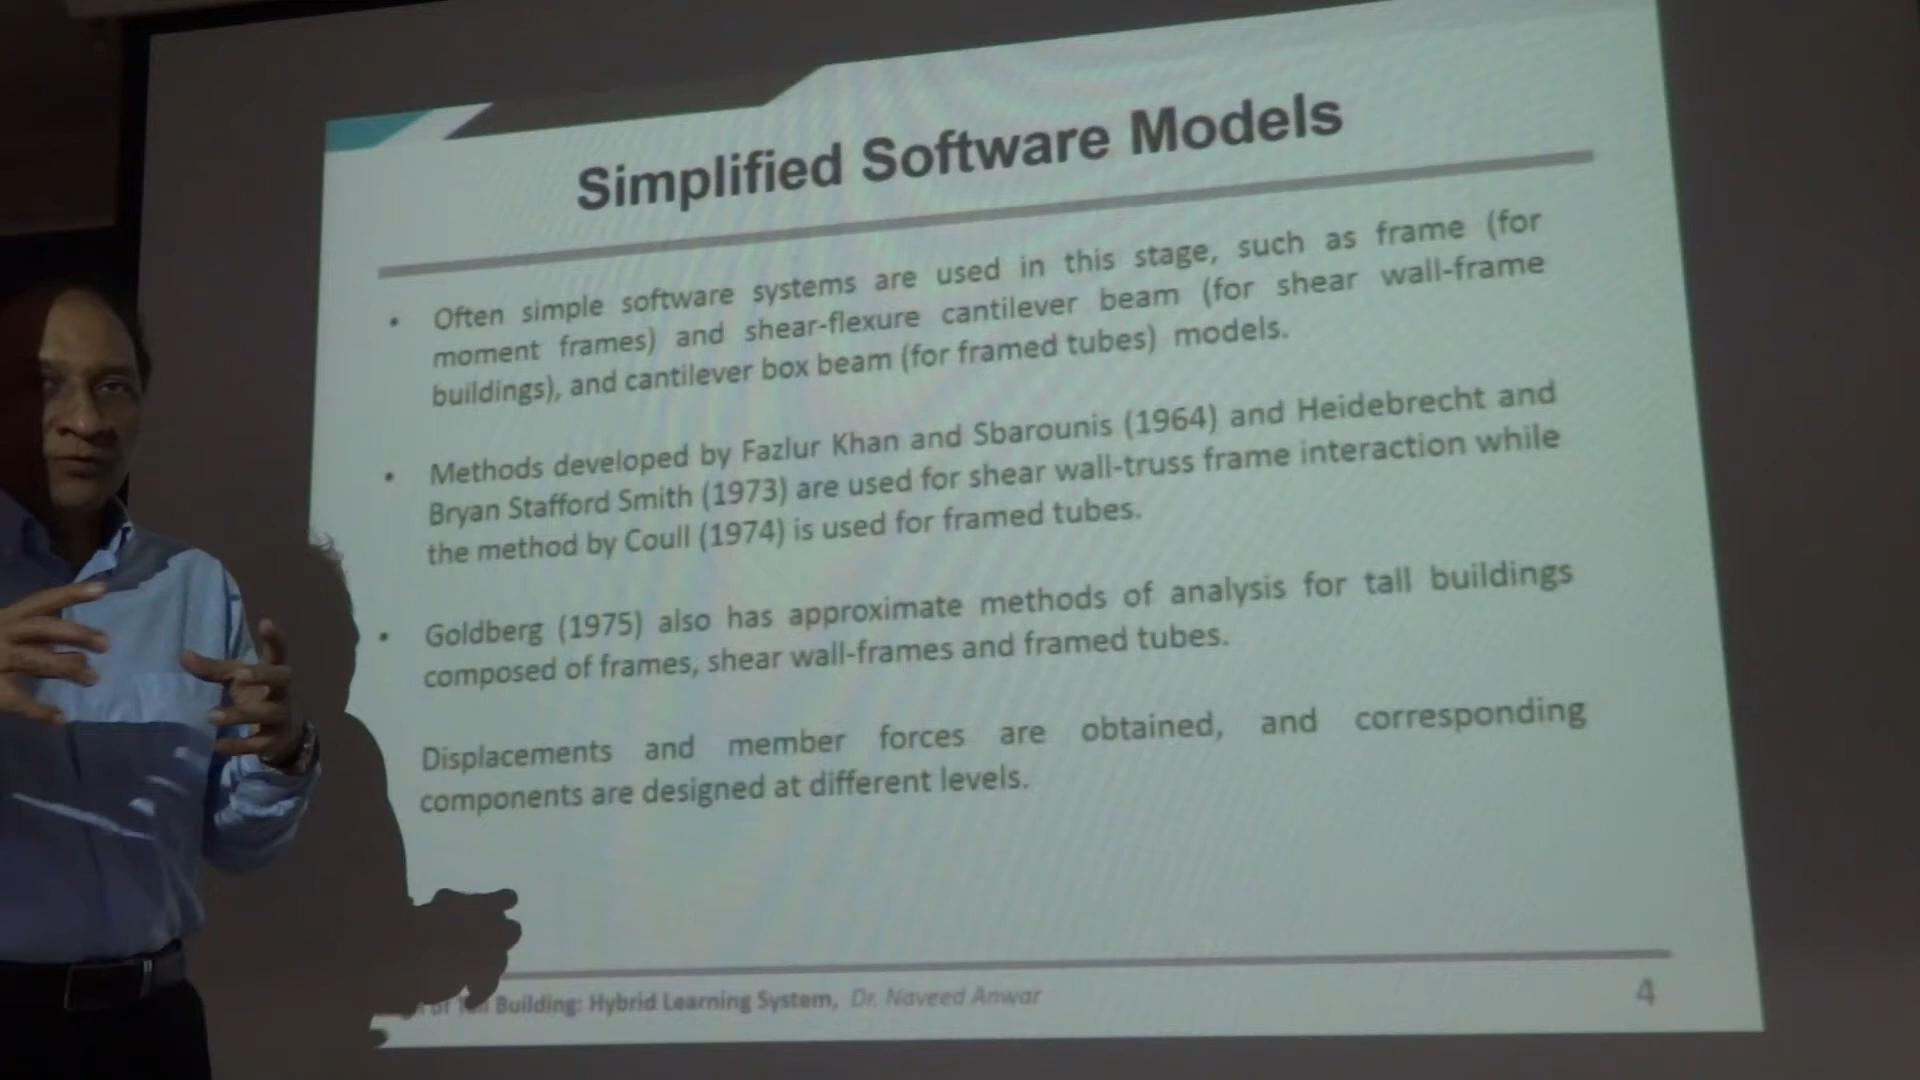 Simplified Software Models
• Often simple software systems are used in this stage, such as frame (for
moment frames) and shear-flexure cantilever beam (for shear wall-frame
buildings), and cantilever box beam (for framed tubes) models.
• Methods developed by Fazlur Khan and Sbarounis (1964) and Heidebrecht and
Bryan Stafford Smith (1973) are used for shear wall-truss frame interaction while
the method by Coull (1974) is used for framed tubes.
• Goldberg (1975) also has approximate methods of analysis for tall buildings
composed of frames, shear wall-frames and framed tubes.
Displacements and member forces are obtained, and corresponding
components are designed at different levels.
Building: Hybrid Learning System, Dr. Naveed Anwar
4